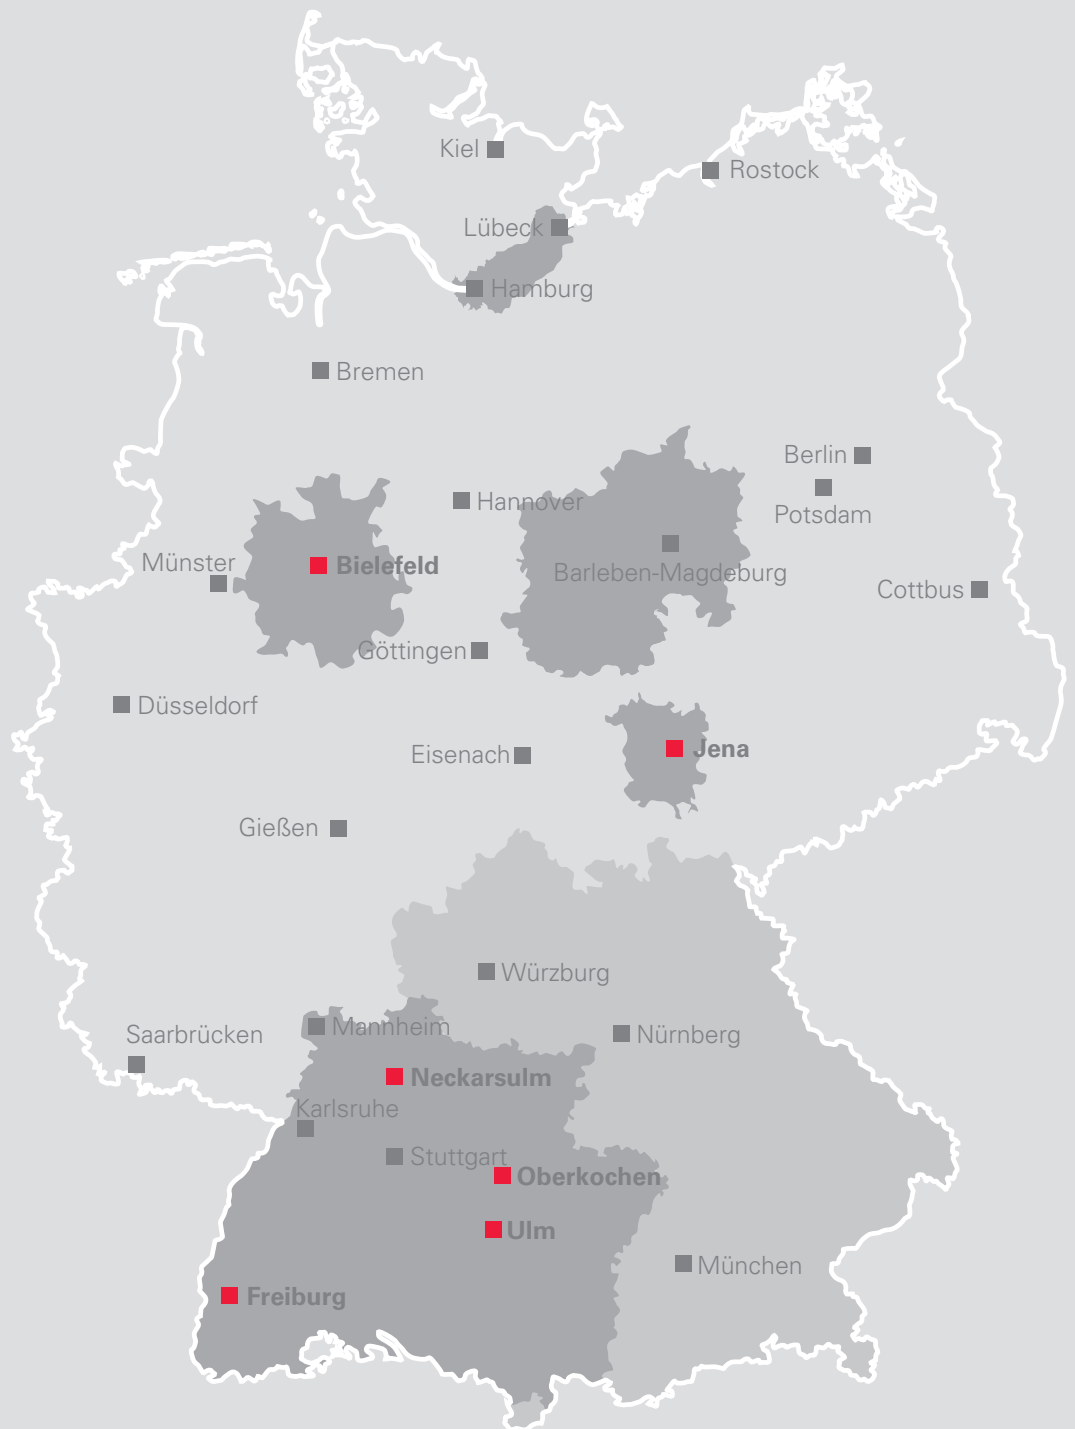 Kiel
Rostock
Lübeck
Hamburg
Bremen
Berlin
Hannover
Potsdam
Münster
Bielefeld
Barleben-Magdeburg
Cottbus
Göttingen
Düsseldorf
Jena
Eisenach
Gießen
Würzburg
Mannheim
Saarbrücken
Nürnberg
Neckarsulm
Karlsruhe
Stuttgart
Oberkochen
Ulm
München
Freiburg